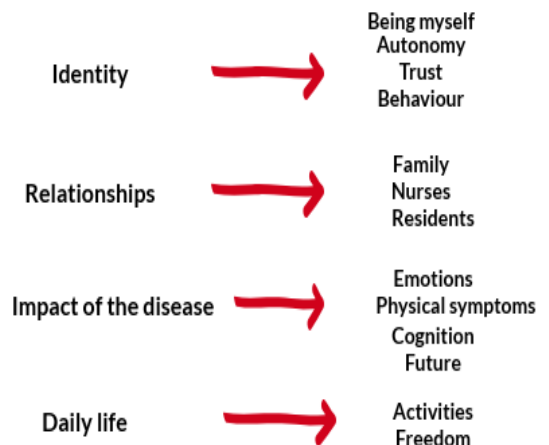 Identity
Being myself
Autonomy
Trust
Behaviour
Relationships
Family
Nurses
Residents
Impact of the disease
Emotions
Physical symptoms
Cognition
Future
Daily life
Activities
Freedom